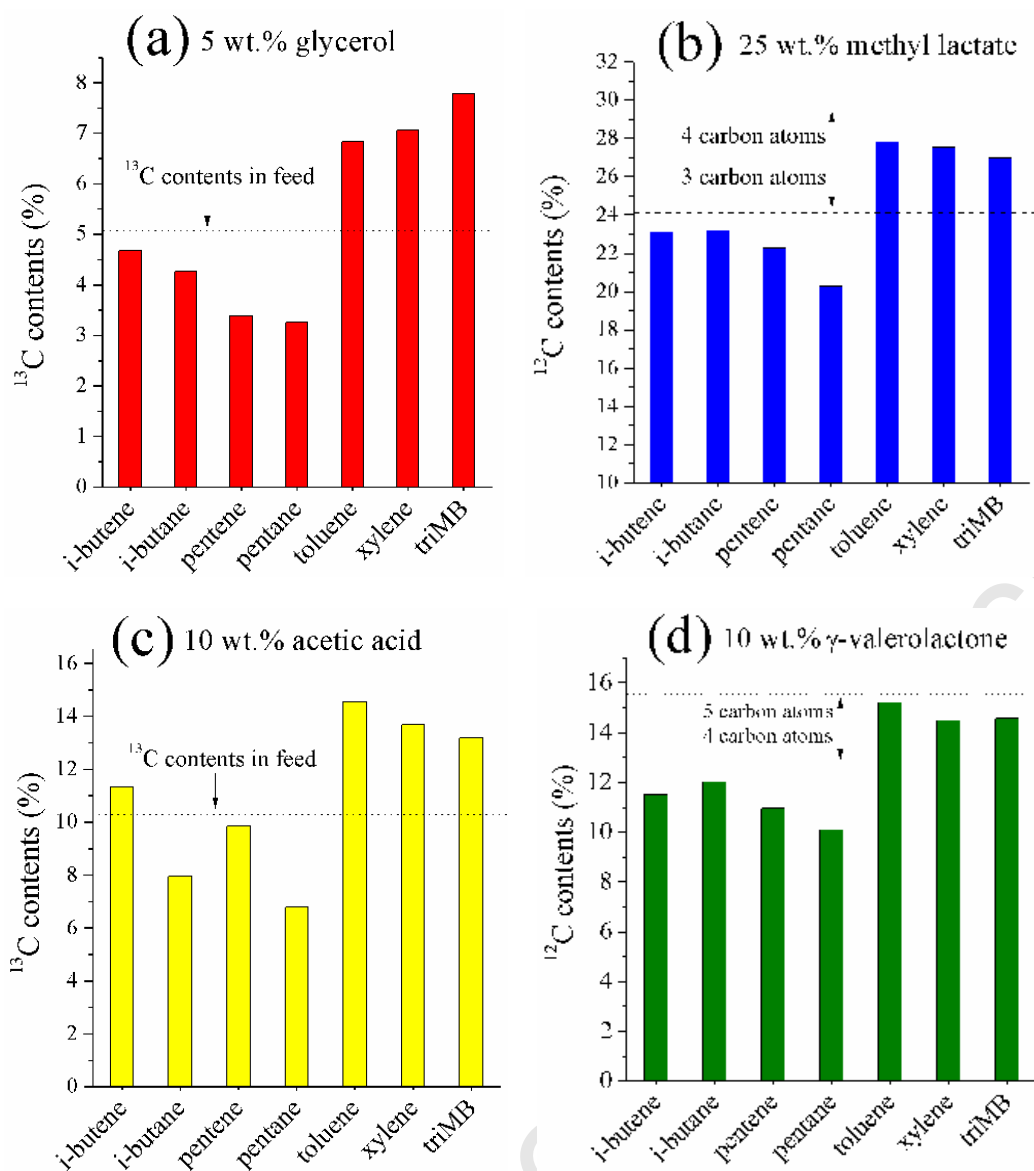 (a) 5 wt.% glycerol
8
7
6
5
4
3
2
1
0
¹³C contents (%)
¹³C contents in feed
i-butene
i-butane
pentene
pentane
toluene
xylene
triMB
(b) 25 wt.% methyl lactate
32
30
28
26
24
22
20
18
16
14
12
10
¹²C contents (%)
4 carbon atoms
3 carbon atoms
i-butene
i-butane
pentene
pentane
toluene
xylene
triMB
(c) 10 wt.% acetic acid
16
14
12
10
8
6
4
2
0
¹³C contents (%)
¹³C contents in feed
i-butene
i-butane
pentene
pentane
toluene
xylene
triMB
(d) 10 wt.% γ-valerolactone
16
14
12
10
8
6
4
2
0
¹²C contents (%)
5 carbon atoms
4 carbon atoms
i-butene
i-butane
pentene
pentane
toluene
xylene
triMB